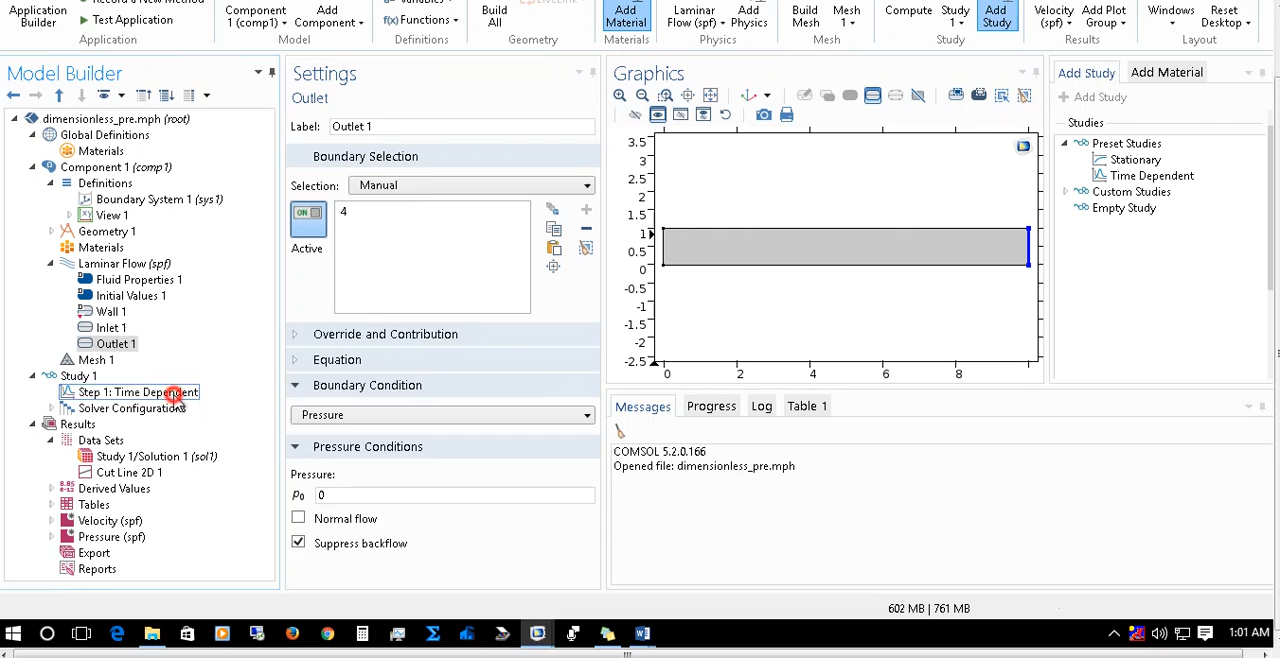 Application Builder
Record a New Method
Test Application
Application
Component 1 (comp1)
Add Component
Model
Variables
f(x) Functions
Definitions
Build All
LiveLink
Geometry
Add Material
Materials
Laminar Flow (spf)
Add Physics
Physics
Build Mesh
Mesh 1
Mesh
Compute
Study 1
Add Study
Study
Velocity (spf)
Add Plot Group
Results
Windows
Reset Desktop
Layout
Model Builder
dimensionless_pre.mph (root)
Global Definitions
Materials
Component 1 (comp1)
Definitions
Boundary System 1 (sys1)
View 1
Geometry 1
Materials
Laminar Flow (spf)
Fluid Properties 1
Initial Values 1
Wall 1
Inlet 1
Outlet 1
Mesh 1
Study 1
Step 1: Time Dependent
Solver Configurations
Results
Data Sets
Study 1/Solution 1 (sol1)
Cut Line 2D 1
8.85
e-12
Derived Values
Tables
Velocity (spf)
Pressure (spf)
Export
Reports
Settings
Outlet
Label: Outlet 1
Boundary Selection
Selection: Manual
ON
Active
4
Override and Contribution
Equation
Boundary Condition
Pressure
Pressure Conditions
Pressure:
p0 0
Normal flow
Suppress backflow
Graphics
3.5
3
2.5
2
1.5
1
0.5
0
-0.5
-1
-1.5
-2
-2.5
0 2 4 6 8
Messages Progress Log Table 1
COMSOL 5.2.0.166
Opened file: dimensionless_pre.mph
Add Study Add Material
Add Study
Studies
Preset Studies
Stationary
Time Dependent
Custom Studies
Empty Study
602 MB | 761 MB
1:01 AM